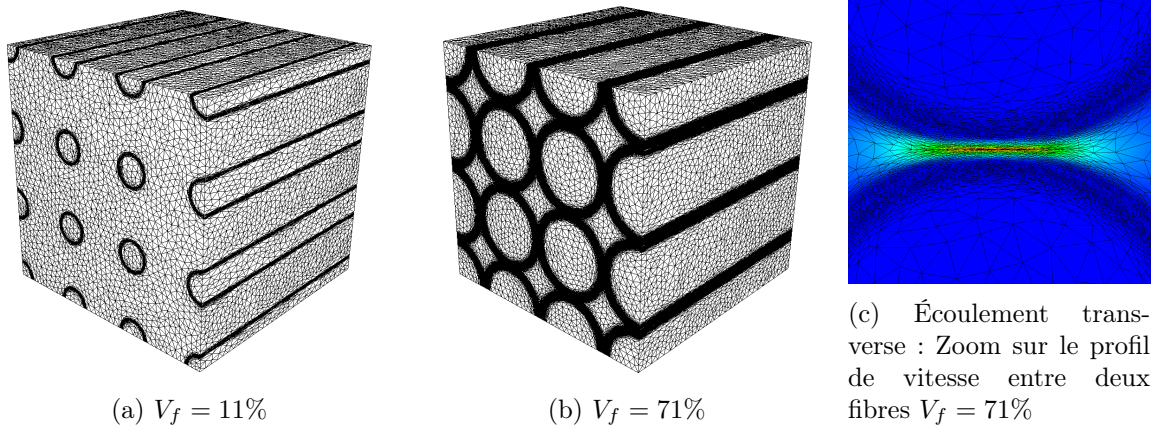 (a) V_f = 11%
(b) V_f = 71%
(c) Écoulement trans-
verse : Zoom sur le profil
de vitesse entre deux
fibres V_f = 71%